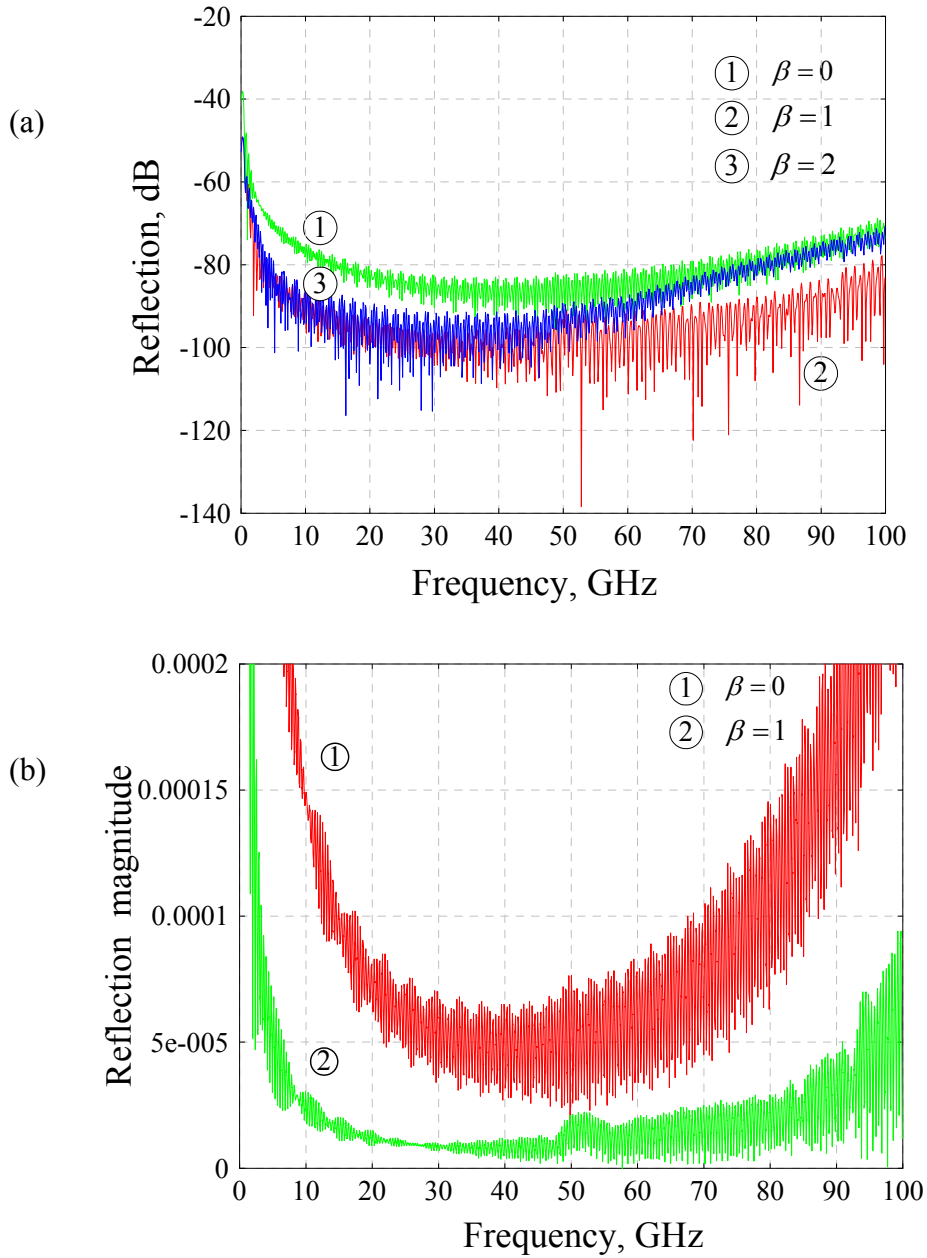 (a)
Reflection, dB
-20
-40
-60
-80
-100
-120
-140
① β = 0
② β = 1
③ β = 2
①
③
②
0 10 20 30 40 50 60 70 80 90 100
Frequency, GHz
(b)
Reflection magnitude
0.0002
0.00015
0.0001
5e-005
0
① β = 0
② β = 1
①
②
0 10 20 30 40 50 60 70 80 90 100
Frequency, GHz